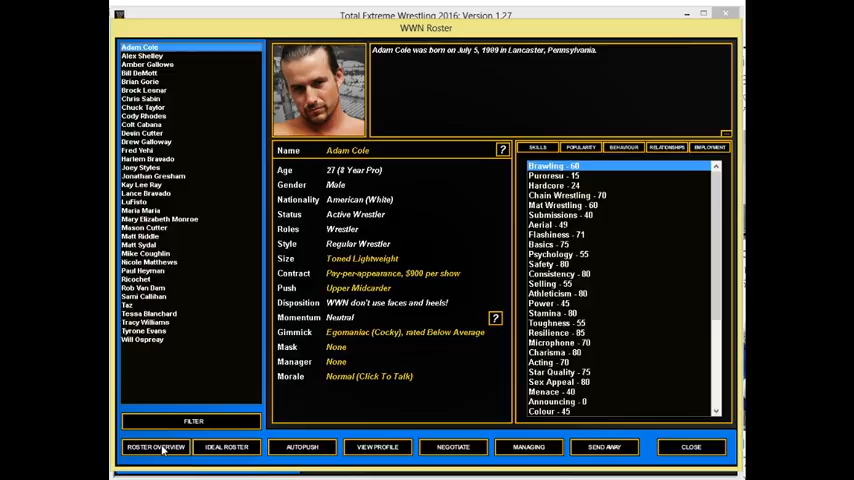 Total Extreme Wrestling 2016: Version 1.27
WWN Roster
Adam Cole
Alex Shelley
Amber Gallows
Bill DeMott
Brian Gorie
Brock Lesnar
Chris Sabin
Chuck Taylor
Cody Rhodes
Colt Cabana
Devin Cutter
Drew Galloway
Fred Yehi
Harlem Bravado
Joey Styles
Jonathan Gresham
Kay Lee Ray
Lance Bravado
LuFisto
Maria Maria
Mary Elizabeth Monroe
Mason Cutter
Matt Riddle
Matt Sydal
Mike Coughlin
Nicole Matthews
Paul Heyman
Ricochet
Rob Van Dam
Sami Callihan
Taz
Tessa Blanchard
Tracy Williams
Tyrone Evans
Will Ospreay
FILTER
Adam Cole was born on July 5, 1989 in Lancaster, Pennsylvania.
Name Adam Cole ?
Age 27 (8 Year Pro)
Gender Male
Nationality American (White)
Status Active Wrestler
Roles Wrestler
Style Regular Wrestler
Size Toned Lightweight
Contract Pay-per-appearance, $900 per show
Push Upper Midcarder
Disposition WWN don't use faces and heels!
Momentum Neutral ?
Gimmick Egomaniac (Cocky), rated Below Average
Mask None
Manager None
Morale Normal (Click To Talk)
SKILLS POPULARITY BEHAVIOUR RELATIONSHIPS EMPLOYMENT
Brawling - 60
Puroresu - 15
Hardcore - 24
Chain Wrestling - 70
Mat Wrestling - 60
Submissions - 40
Aerial - 49
Flashiness - 71
Basics - 75
Psychology - 55
Safety - 80
Consistency - 80
Selling - 55
Athleticism - 80
Power - 45
Stamina - 80
Toughness - 55
Resilience - 85
Microphone - 70
Charisma - 80
Acting - 70
Star Quality - 75
Sex Appeal - 80
Menace - 40
Announcing - 0
Colour - 45
ROSTER OVERVIEW IDEAL ROSTER AUTOPUSH VIEW PROFILE NEGOTIATE MANAGING SEND AWAY CLOSE